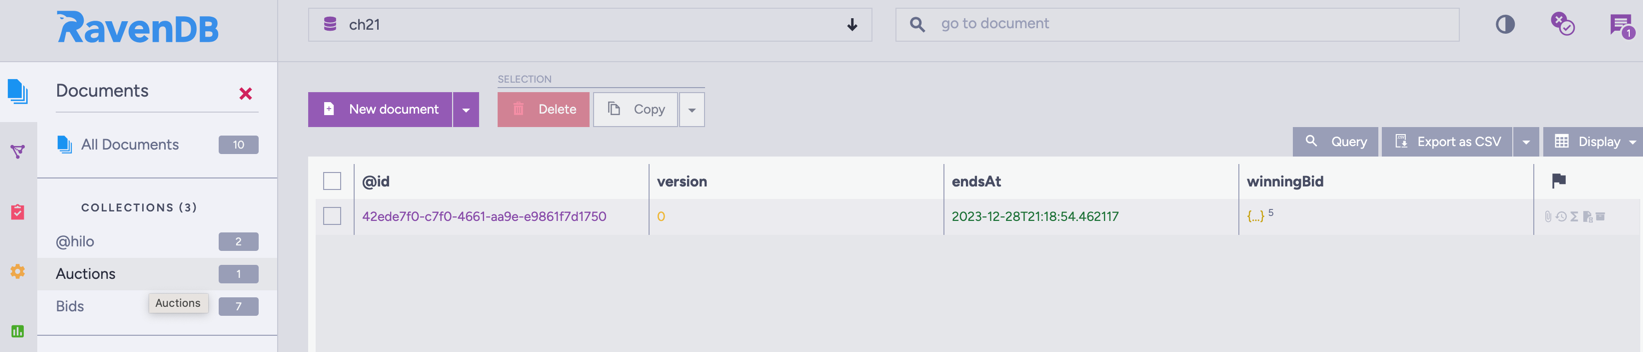 RavenDB
ch21
go to document
1
Documents
All Documents 10
COLLECTIONS (3)
@hilo 2
Auctions 1
Auctions
Bids 7
SELECTION
New document
Delete
Copy
Query
Export as CSV
Display
@id version endsAt winningBid
42ede7f0-c7f0-4661-aa9e-e9861f7d1750 0 2023-12-28T21:18:54.462117 {...} 5